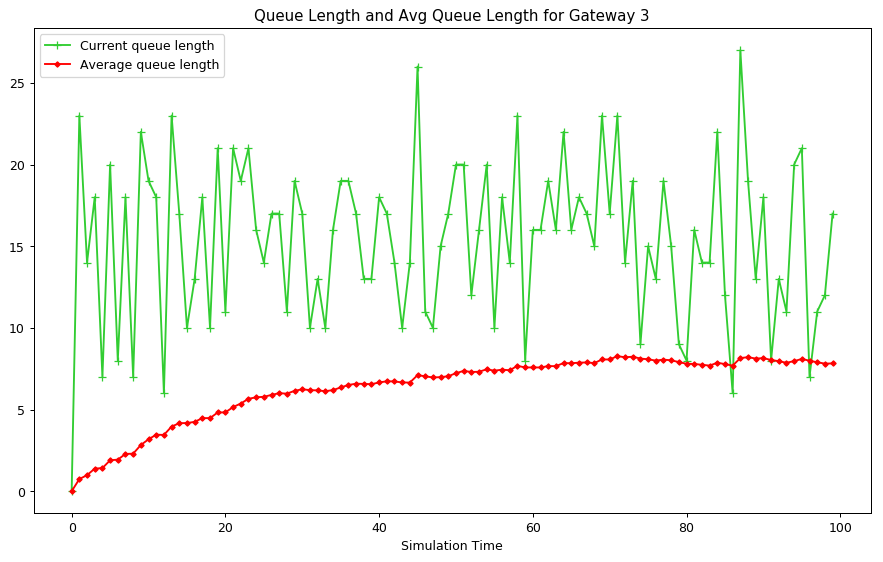 Queue Length and Avg Queue Length for Gateway 3
Current queue length
Average queue length
25
20
15
10
5
0
0 20 40 60 80 100
Simulation Time